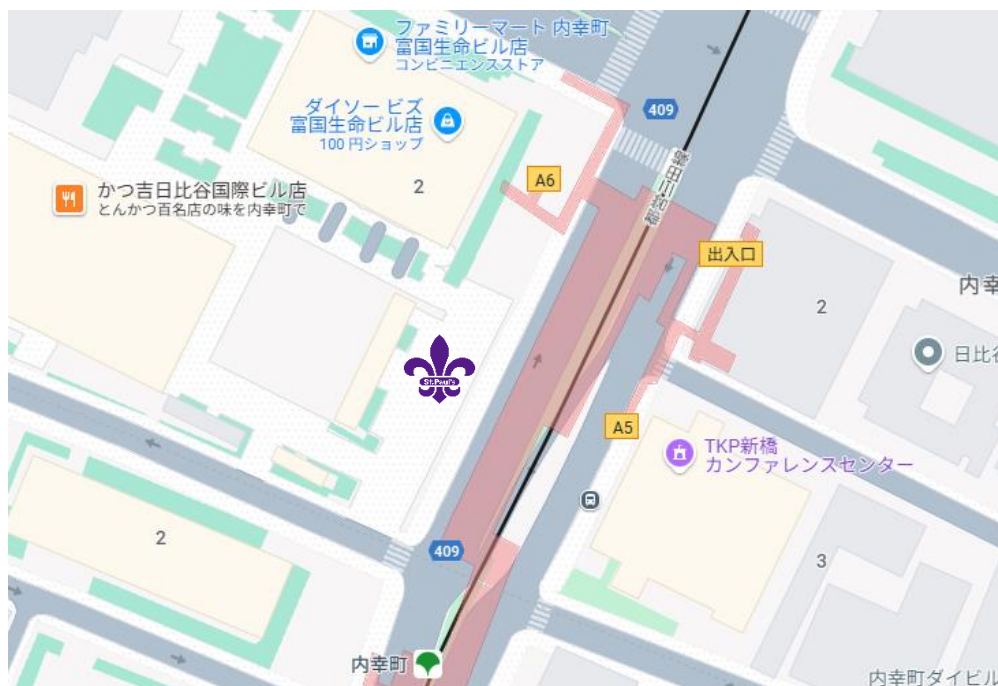 ファミリーマート 内幸町
富国生命ビル店
コンビニエンスストア
409
ダイソー ビズ
富国生命ビル店
100 円ショップ
2
A6
かつ吉日比谷国際ビル店
とんかつ百名店の味を内幸町で
都営三田線
出入口
内幸
2
日比谷
St.Paul's
A5
TKP新橋
カンファレンスセンター
2
409
3
内幸町
内幸町ダイビル